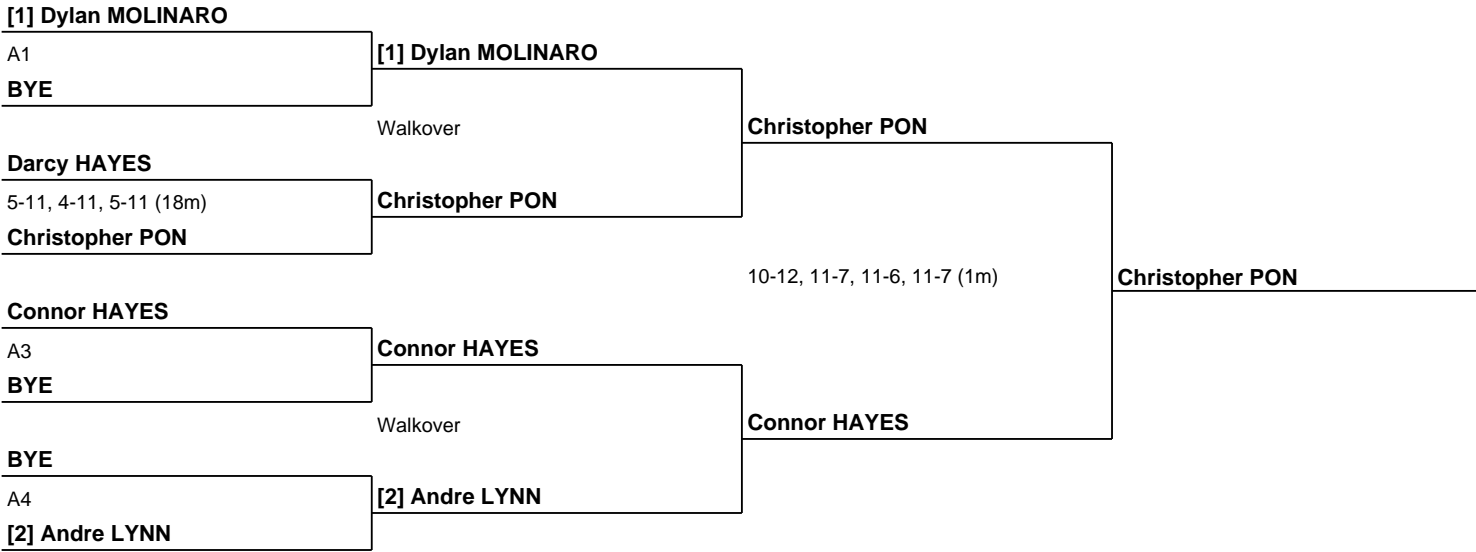 [1] Dylan MOLINARO
A1
BYE
[1] Dylan MOLINARO
Walkover
Christopher PON
Darcy HAYES
5-11, 4-11, 5-11 (18m)
Christopher PON
Christopher PON
10-12, 11-7, 11-6, 11-7 (1m)
Christopher PON
Connor HAYES
A3
BYE
Connor HAYES
Walkover
Connor HAYES
BYE
A4
[2] Andre LYNN
[2] Andre LYNN